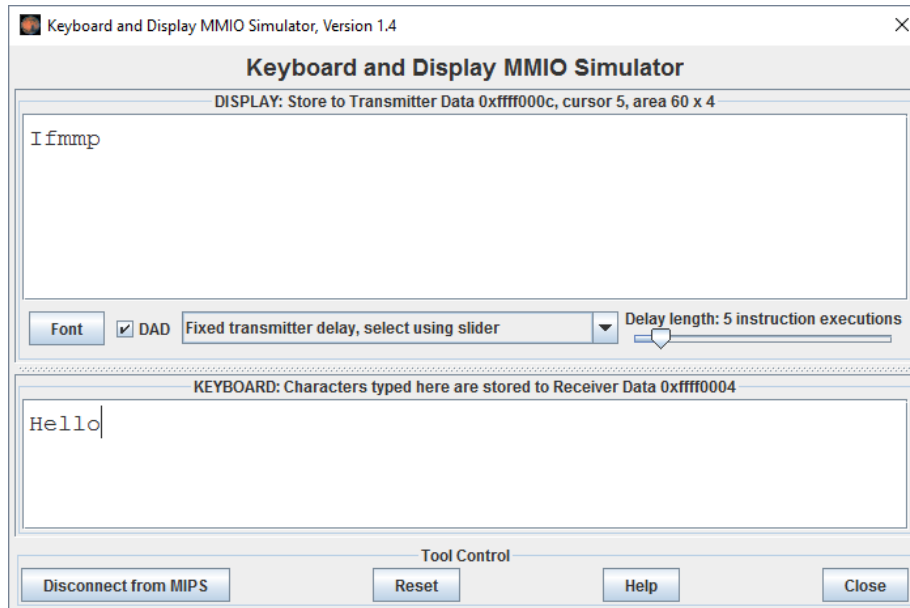 Keyboard and Display MMIO Simulator, Version 1.4
Keyboard and Display MMIO Simulator
DISPLAY: Store to Transmitter Data 0xffff000c, cursor 5, area 60 x 4
Ifmmp
Font DAD Fixed transmitter delay, select using slider Delay length: 5 instruction executions
KEYBOARD: Characters typed here are stored to Receiver Data 0xffff0004
Hello
Tool Control
Disconnect from MIPS Reset Help Close